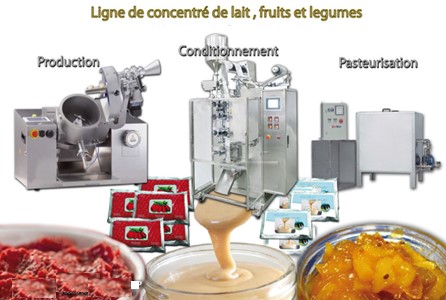 Ligne de concentré de lait , fruits et legumes
Conditionnement
Production
Pasteurisation